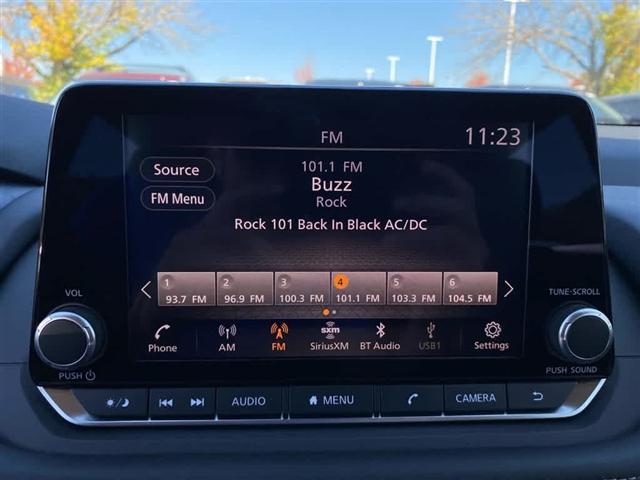 FM 11:23
Source 101.1 FM
Buzz
FM Menu Rock
Rock 101 Back In Black AC/DC
1 2 3 4 5 6
93.7 FM 96.9 FM 100.3 FM 101.1 FM 103.3 FM 104.5 FM
VOL TUNE·SCROLL
sxm
Phone AM FM SiriusXM BT Audio USB1 Settings
PUSH PUSH SOUND
AUDIO MENU CAMERA